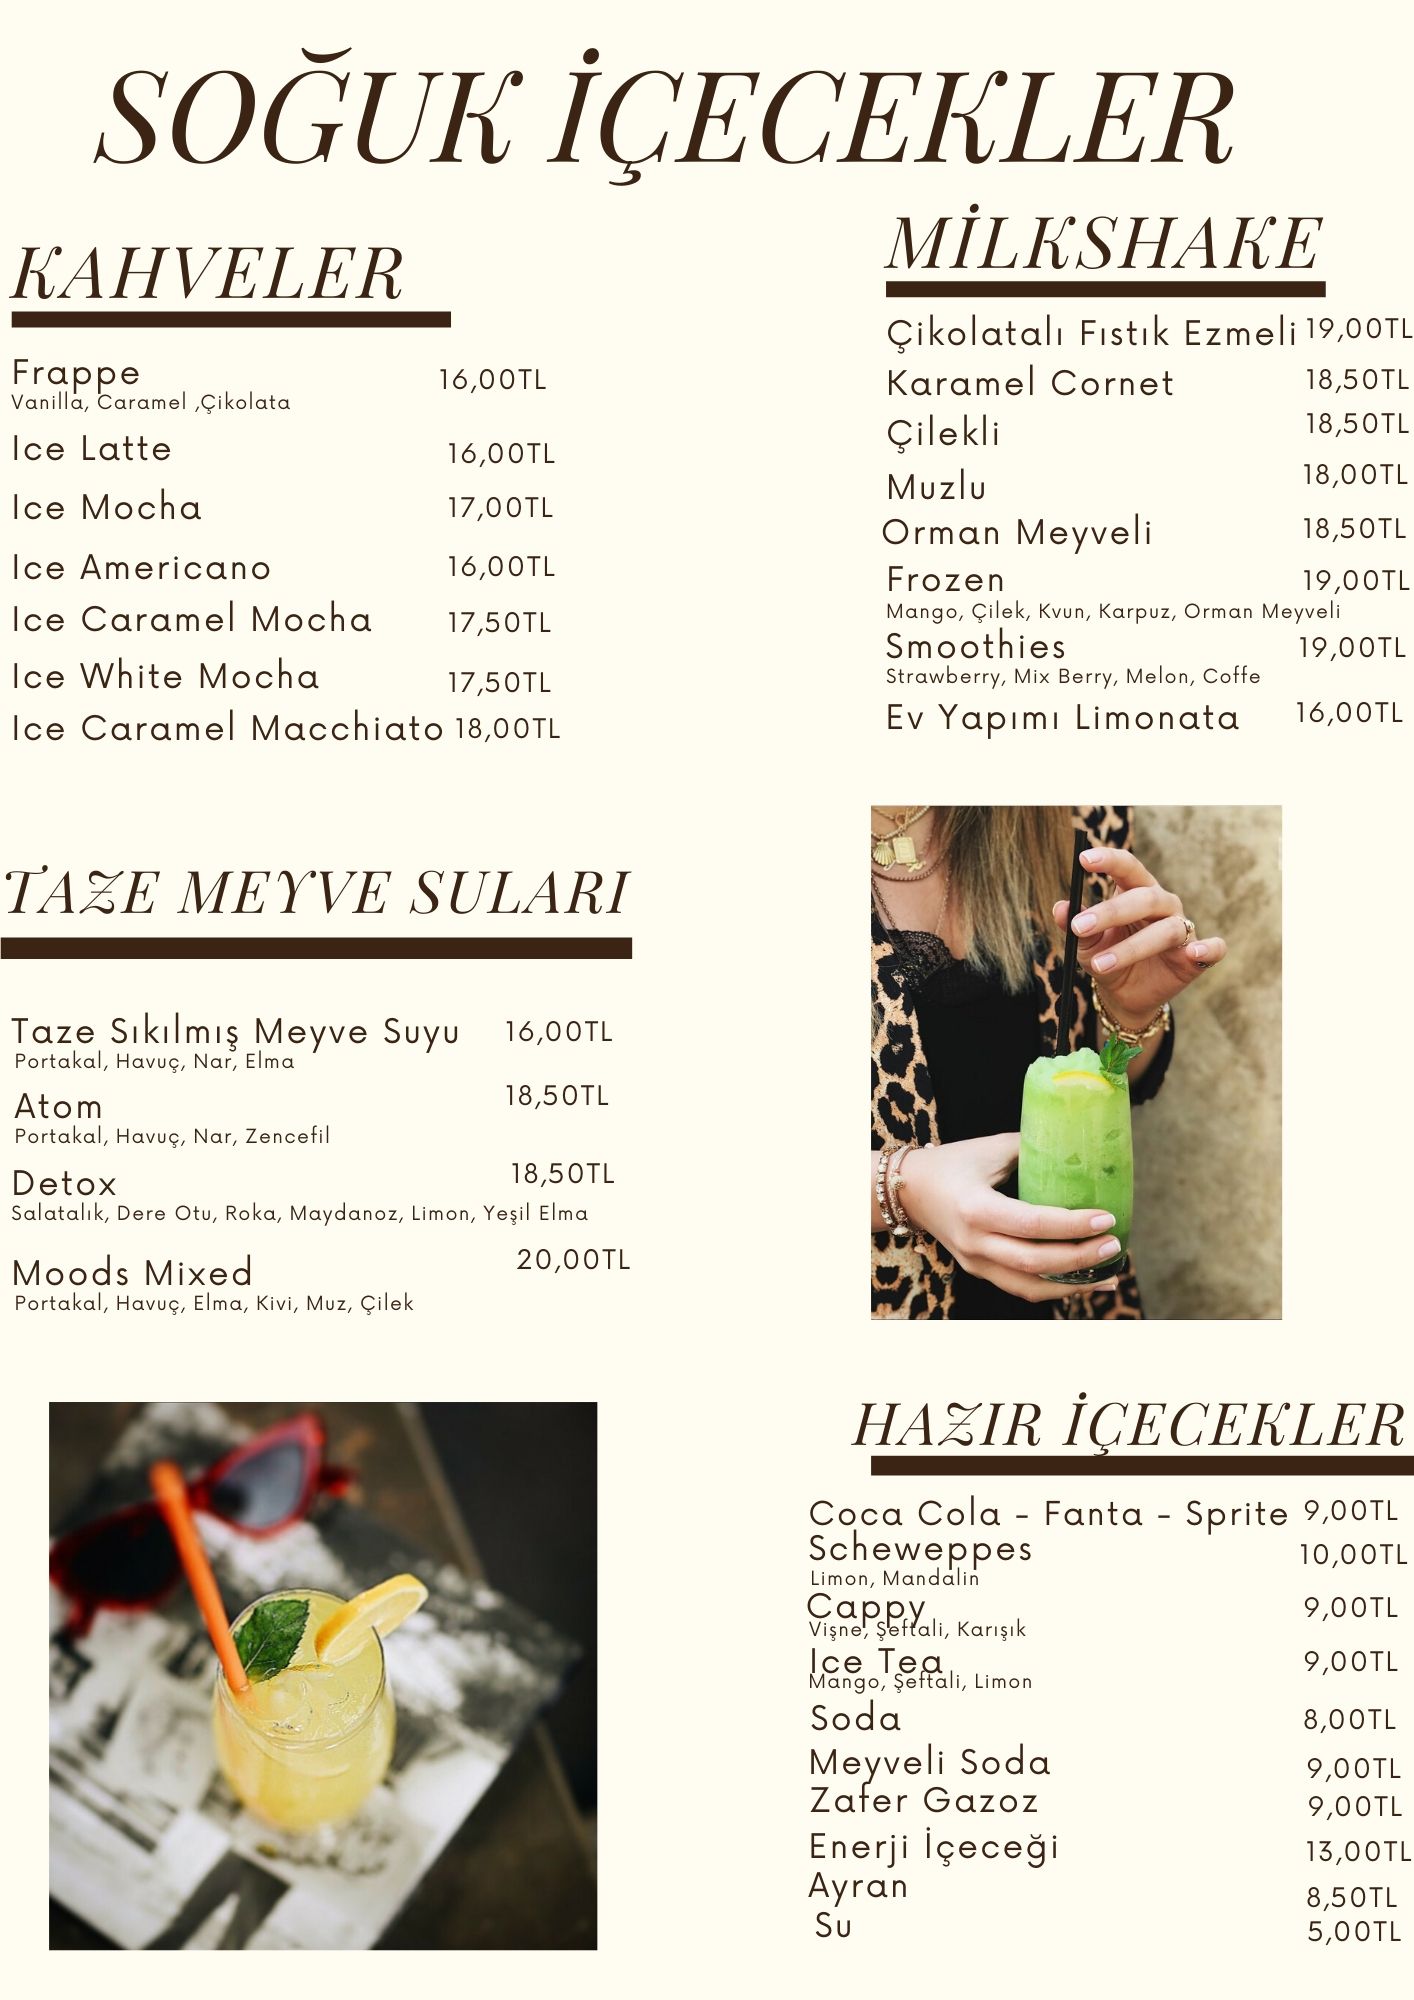 SOĞUK İÇECEKLER
KAHVELER
Frappe 16,00TL
Vanilla, Caramel ,Çikolata
Ice Latte 16,00TL
Ice Mocha 17,00TL
Ice Americano 16,00TL
Ice Caramel Mocha 17,50TL
Ice White Mocha 17,50TL
Ice Caramel Macchiato 18,00TL
MİLKSHAKE
Çikolatalı Fıstık Ezmeli 19,00TL
Karamel Cornet 18,50TL
Çilekli 18,50TL
Muzlu 18,00TL
Orman Meyveli 18,50TL
Frozen 19,00TL
Mango, Çilek, Kvun, Karpuz, Orman Meyveli
Smoothies 19,00TL
Strawberry, Mix Berry, Melon, Coffe
Ev Yapımı Limonata 16,00TL
TAZE MEYVE SULARI
Taze Sıkılmış Meyve Suyu 16,00TL
Portakal, Havuç, Nar, Elma
Atom 18,50TL
Portakal, Havuç, Nar, Zencefil
Detox 18,50TL
Salatalık, Dere Otu, Roka, Maydanoz, Limon, Yeşil Elma
Moods Mixed 20,00TL
Portakal, Havuç, Elma, Kivi, Muz, Çilek
HAZIR İÇECEKLER
Coca Cola - Fanta - Sprite 9,00TL
Scheweppes 10,00TL
Limon, Mandalin
Cappy 9,00TL
Vişne, Şeftali, Karışık
Ice Tea 9,00TL
Mango, Şeftali, Limon
Soda 8,00TL
Meyveli Soda 9,00TL
Zafer Gazoz 9,00TL
Enerji İçeceği 13,00TL
Ayran 8,50TL
Su 5,00TL